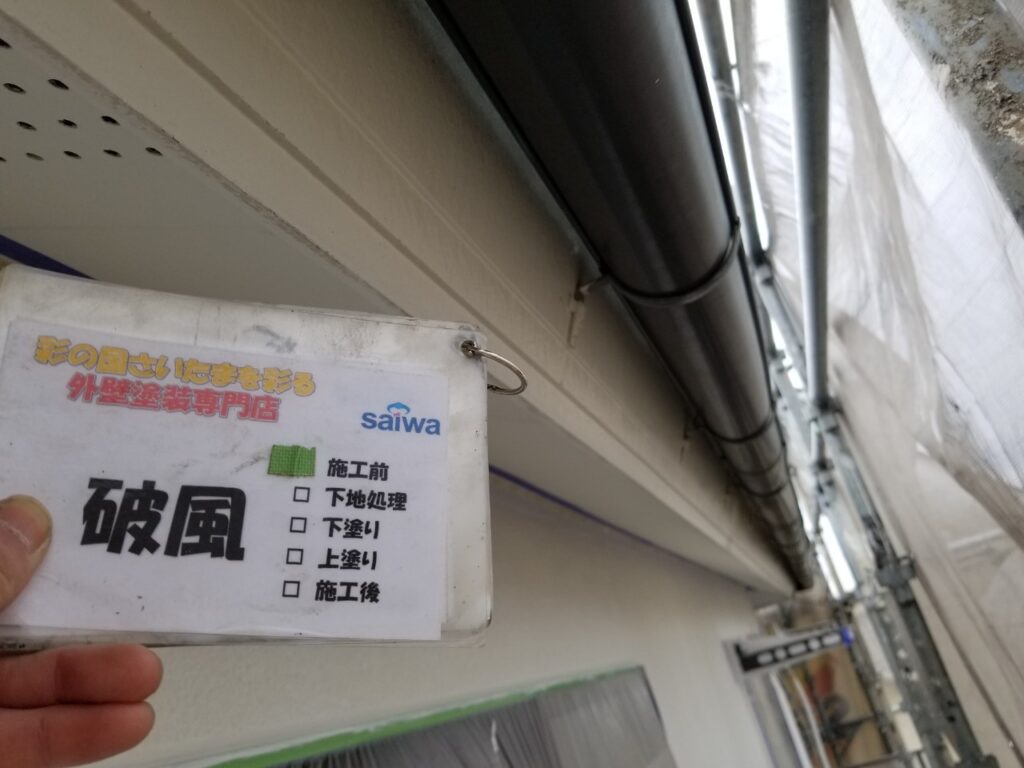 彩の国さいたまを彩る
外壁塗装専門店
saiwa
破風
施工前
□ 下地処理
□ 下塗り
□ 上塗り
□ 施工後